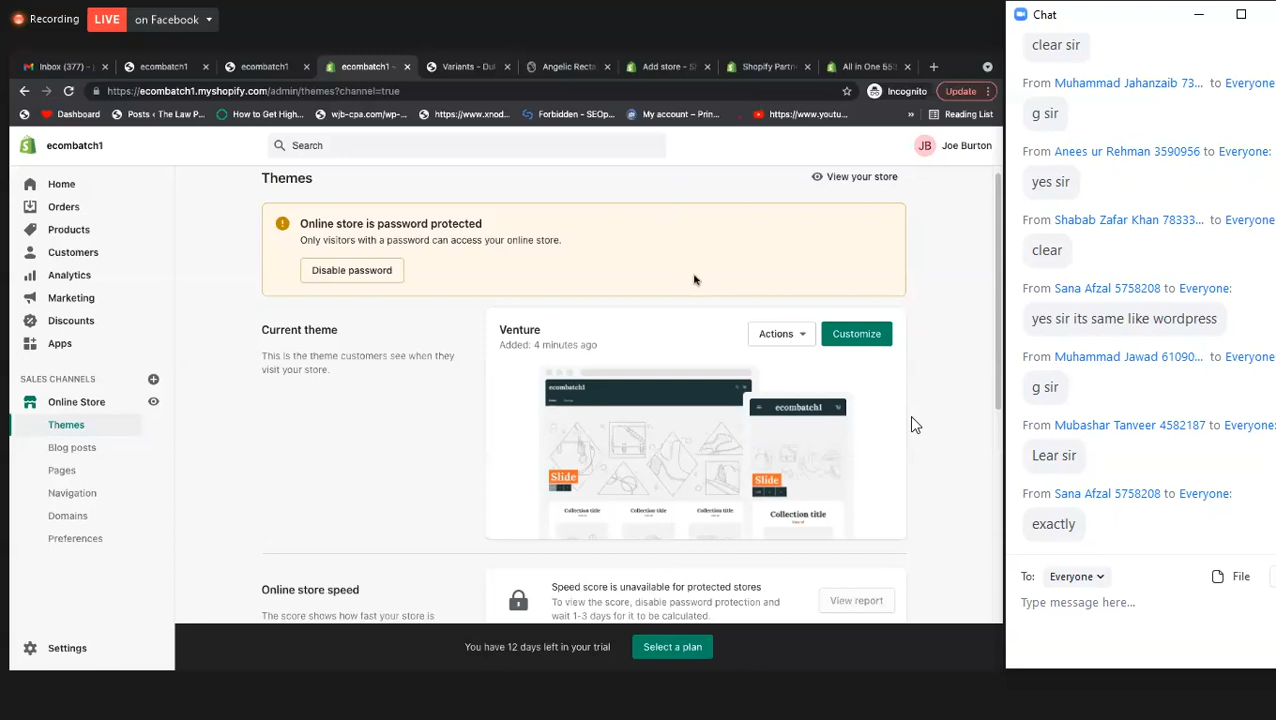 Recording LIVE on Facebook
Inbox (377) –
ecombatch1
ecombatch1
ecombatch1 ~
Variants - Du
Angelic Recta
Add store - S
Shopify Partn
All in One 55
https://ecombatch1.myshopify.com/admin/themes?channel=true
Incognito
Update
Dashboard
Posts ‹ The Law P...
How to Get High...
wjb-cpa.com/wp-...
https://www.xnod...
Forbidden - SEOp...
My account – Prin...
https://www.youtu...
»
Reading List
ecombatch1
Search
JB
Joe Burton
Home
Orders
Products
Customers
Analytics
Marketing
Discounts
Apps
SALES CHANNELS
Online Store
Themes
Blog posts
Pages
Navigation
Domains
Preferences
Settings
Themes
View your store
Online store is password protected
Only visitors with a password can access your online store.
Disable password
Current theme
This is the theme customers see when they
visit your store.
Venture
Added: 4 minutes ago
Actions
Customize
ecombatch1
ecombatch1
Slide
Slide
Collection title
Collection title
Collection title
Collection title
Online store speed
The score shows how fast your store is
Speed score is unavailable for protected stores
To view the score, disable password protection and
wait 1-3 days for it to be calculated.
View report
You have 12 days left in your trial
Select a plan
Chat
clear sir
From Muhammad Jahanzaib 73... to Everyone
g sir
From Anees ur Rehman 3590956 to Everyone:
yes sir
From Shabab Zafar Khan 78333... to Everyone
clear
From Sana Afzal 5758208 to Everyone:
yes sir its same like wordpress
From Muhammad Jawad 61090... to Everyone
g sir
From Mubashar Tanveer 4582187 to Everyone:
Lear sir
From Sana Afzal 5758208 to Everyone:
exactly
To: Everyone
File
Type message here...